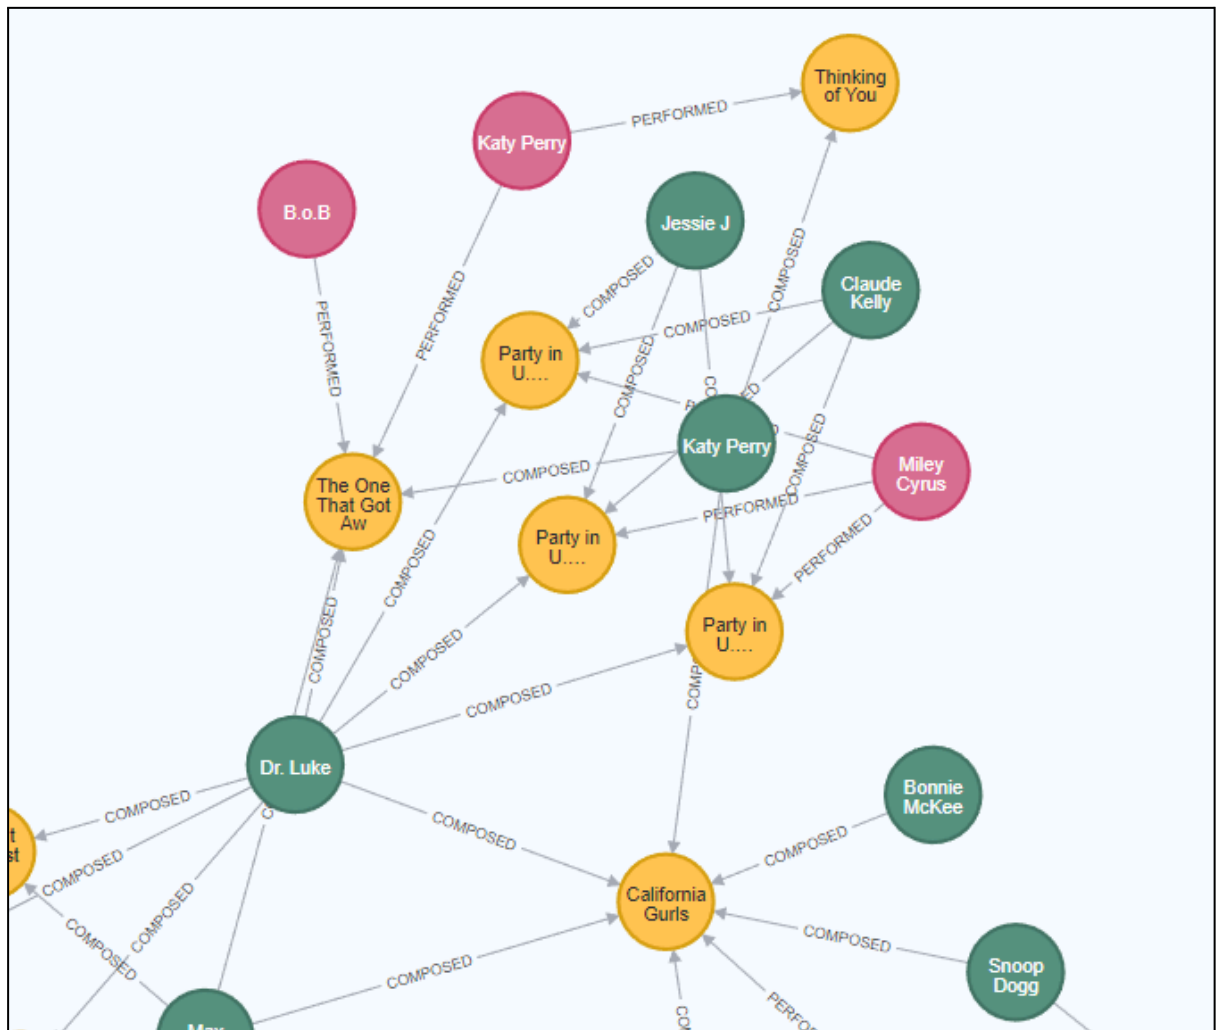 Thinking
of You
PERFORMED
Katy Perry
B.o.B
Jessie J
COMPOSED
Claude
Kelly
COMPOSED
COMPOSED
PERFORMED
PERFORMED
COMPOSED
Party in
U....
COMPOSED
Katy Perry
COMPOSED
Miley
Cyrus
COMPOSED
The One
That Got
Aw
PERFORMED
Party in
U....
PERFORMED
COMPOSED
COMPOSED
Party in
U....
COMPOSED
COMPOSED
Dr. Luke
Bonnie
McKee
COMPOSED
COMPOSED
COMPOSED
COMPOSED
COMPOSED
California
Gurls
COMPOSED
COMPOSED
COMPOSED
Snoop
Dogg